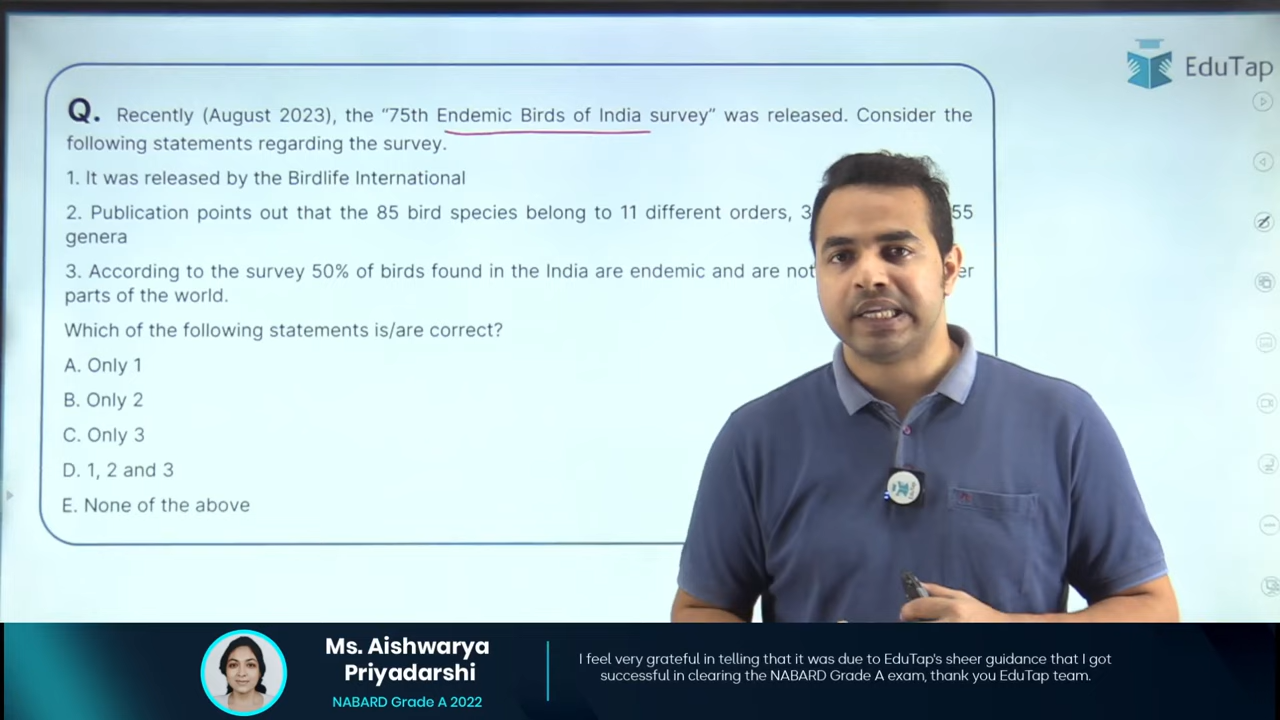 EduTap
Q. Recently (August 2023), the “75th Endemic Birds of India survey” was released. Consider the
following statements regarding the survey.
1. It was released by the Birdlife International
2. Publication points out that the 85 bird species belong to 11 different orders, 3 55
genera
3. According to the survey 50% of birds found in the India are endemic and are not er
parts of the world.
Which of the following statements is/are correct?
A. Only 1
B. Only 2
C. Only 3
D. 1, 2 and 3
E. None of the above
Ms. Aishwarya
Priyadarshi
NABARD Grade A 2022
I feel very grateful in telling that it was due to EduTap's sheer guidance that I got
successful in clearing the NABARD Grade A exam, thank you EduTap team.